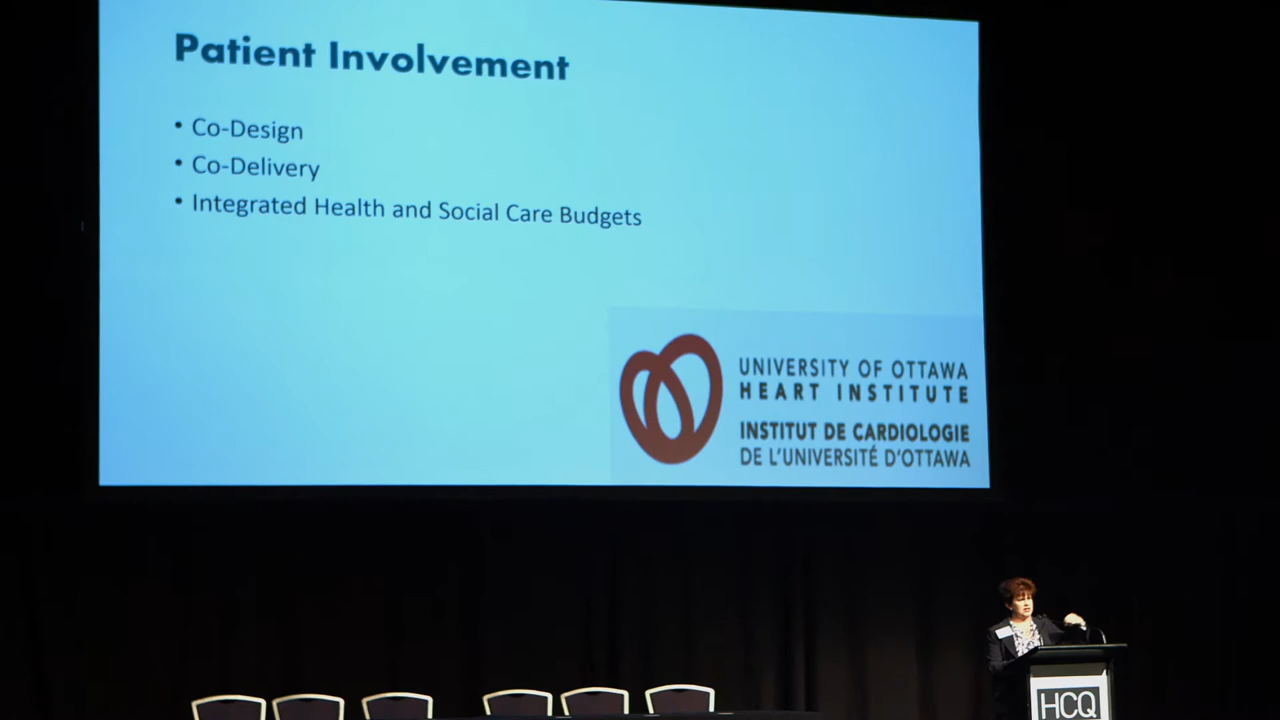 Patient Involvement
• Co-Design
• Co-Delivery
• Integrated Health and Social Care Budgets
UNIVERSITY OF OTTAWA
HEART INSTITUTE
INSTITUT DE CARDIOLOGIE
DE L'UNIVERSITÉ D'OTTAWA
HCQ